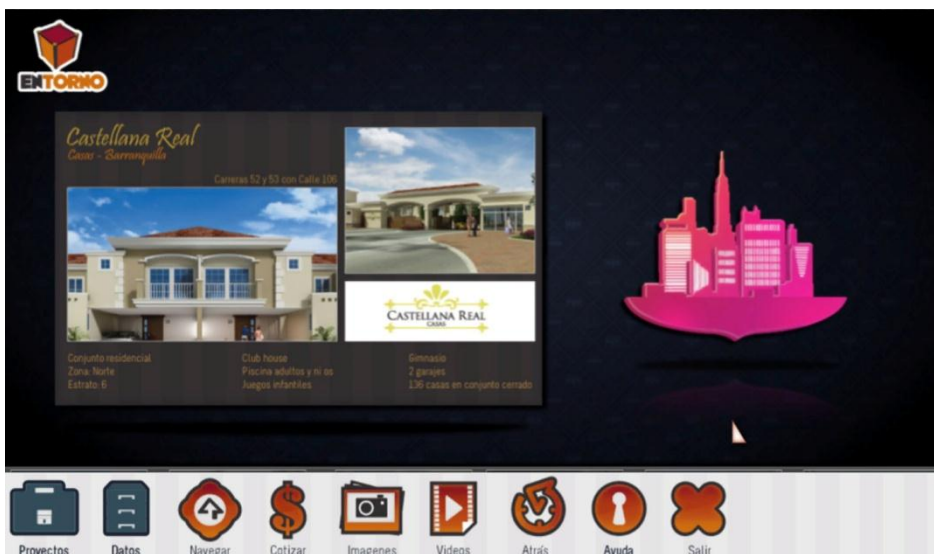 ENTORNO
Castellana Real
Casas - Barranquilla
Carreras 52 y 53 con Calle 106
CASTELLANA REAL
CASAS
Conjunto residencial
Zona: Norte
Estrato: 6
Club house
Piscina adultos y ni os
Juegos infantiles
Gimnasio
2 garajes
136 casas en conjunto cerrado
Proyectos
Datos
Navegar
Cotizar
Imagenes
Videos
Atrás
Ayuda
Salir